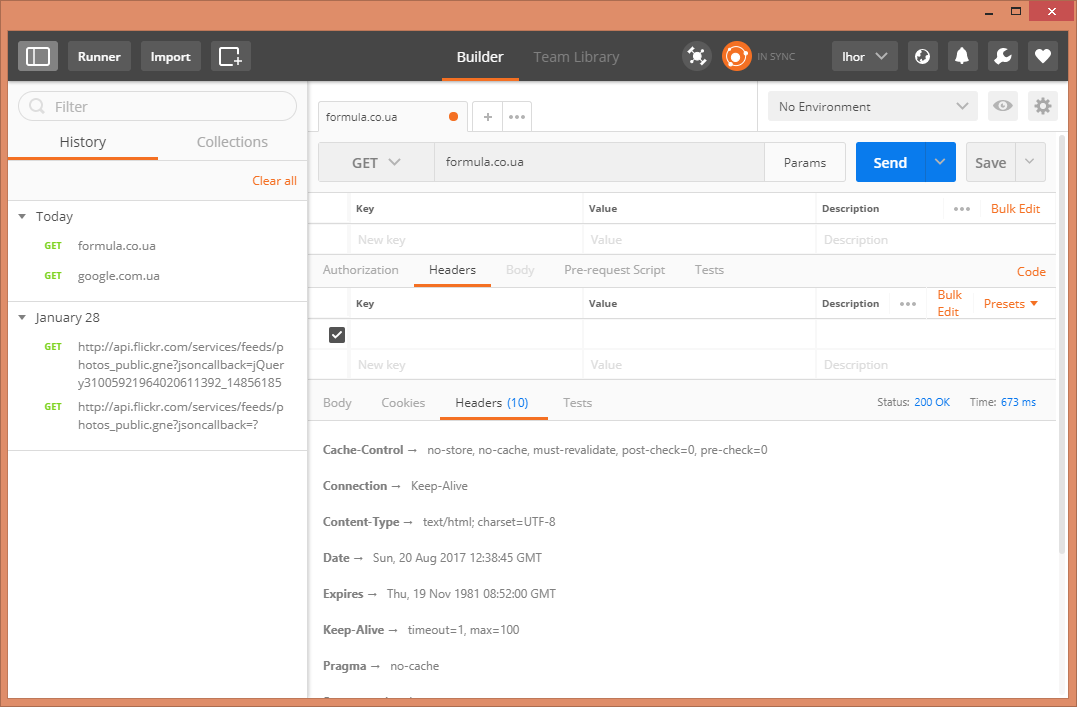 Runner Import Builder Team Library IN SYNC Ihor
Filter
History Collections
Clear all
Today
GET formula.co.ua
GET google.com.ua
January 28
GET http://api.flickr.com/services/feeds/p
hotos_public.gne?jsoncallback=jQue
ry31005921964020611392_14856185
GET http://api.flickr.com/services/feeds/p
hotos_public.gne?jsoncallback=?
formula.co.ua + ••• No Environment
GET formula.co.ua Params Send Save
Key Value Description ••• Bulk Edit
New key Value Description
Authorization Headers Body Pre-request Script Tests Code
Key Value Description ••• Bulk
Edit Presets
New key Value Description
Body Cookies Headers (10) Tests Status: 200 OK Time: 673 ms
Cache-Control → no-store, no-cache, must-revalidate, post-check=0, pre-check=0
Connection → Keep-Alive
Content-Type → text/html; charset=UTF-8
Date → Sun, 20 Aug 2017 12:38:45 GMT
Expires → Thu, 19 Nov 1981 08:52:00 GMT
Keep-Alive → timeout=1, max=100
Pragma → no-cache